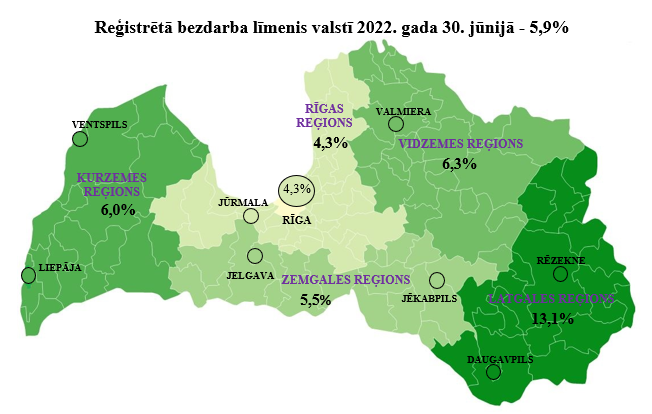 Reģistrētā bezdarba līmenis valstī 2022. gada 30. jūnijā - 5,9%
RĪGAS
REĢIONS
4,3%
VALMIERA
VENTSPILS
VIDZEMES REĢIONS
6,3%
KURZEMES
REĢIONS
6,0%
4,3%
JŪRMALA
RĪGA
LIEPĀJA
JELGAVA
ZEMGALES REĢIONS
5,5%
JĒKABPILS
RĒZEKNE
LATGALES REĢIONS
13,1%
DAUGAVPILS